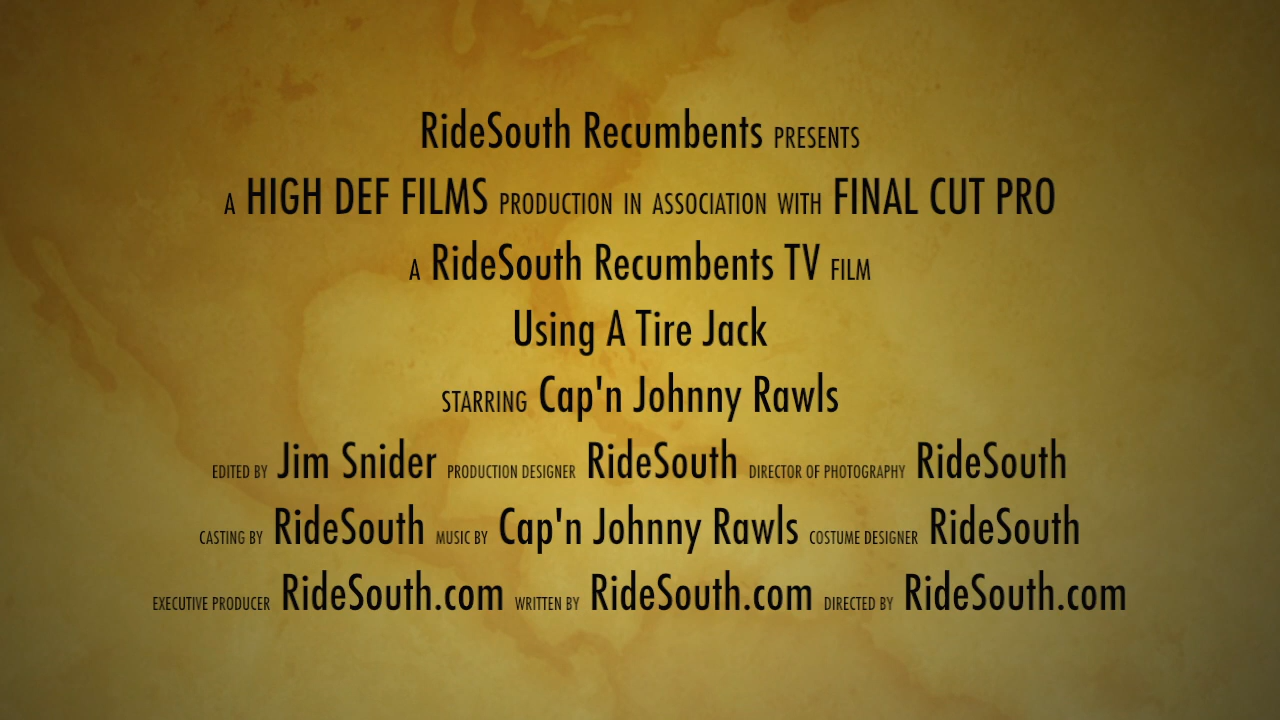 RideSouth Recumbents PRESENTS
A HIGH DEF FILMS PRODUCTION IN ASSOCIATION WITH FINAL CUT PRO
A RideSouth Recumbents TV FILM
Using A Tire Jack
STARRING Cap'n Johnny Rawls
EDITED BY Jim Snider PRODUCTION DESIGNER RideSouth DIRECTOR OF PHOTOGRAPHY RideSouth
CASTING BY RideSouth MUSIC BY Cap'n Johnny Rawls COSTUME DESIGNER RideSouth
EXECUTIVE PRODUCER RideSouth.com WRITTEN BY RideSouth.com DIRECTED BY RideSouth.com